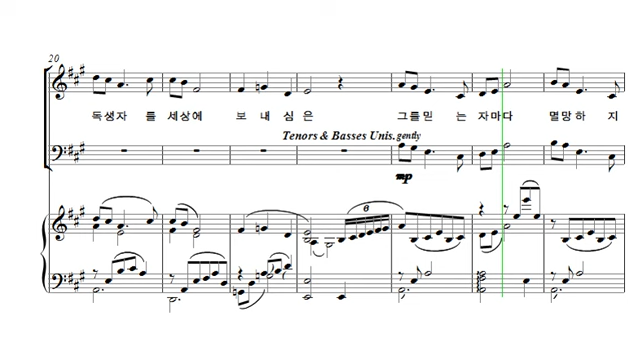 20
독생자 를 세상에 보 내 심 은 그를믿 는 자마다 멸망하 지
Tenors & Basses Unis. gently
mp
6